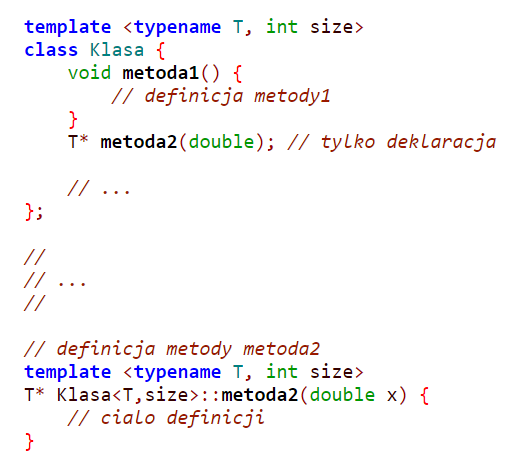 template <typename T, int size>
class Klasa {
    void metoda1() {
        // definicja metody1
    }
    T* metoda2(double); // tylko deklaracja

    // ...
};

//
// ...
//

// definicja metody metoda2
template <typename T, int size>
T* Klasa<T,size>::metoda2(double x) {
    // cialo definicji
}